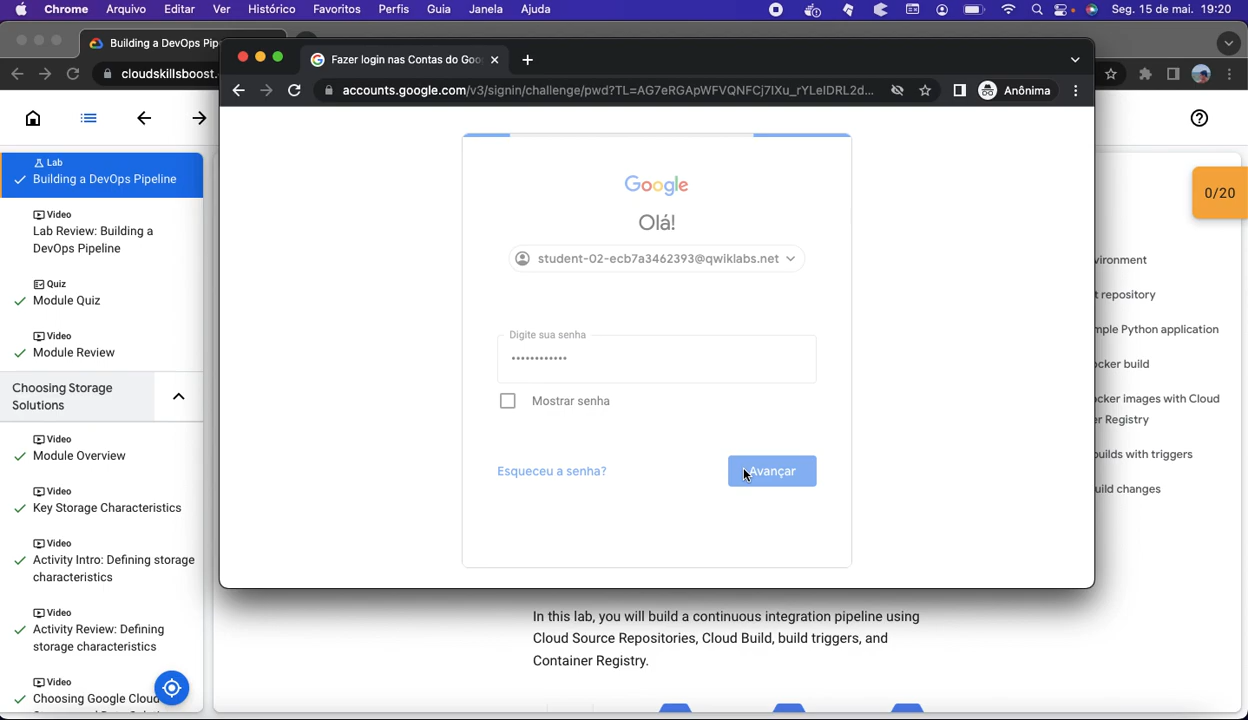 Chrome Arquivo Editar Ver Histórico Favoritos Perfis Guia Janela Ajuda Seg. 15 de mai. 19:20
Building a DevOps Pip
cloudskillsboost.
Fazer login nas Contas do Goo
accounts.google.com/v3/signin/challenge/pwd?TL=AG7eRGApWFVQNFCj7IXu_rYLeIDRL2d... Anônima
Lab
Building a DevOps Pipeline
Video
Lab Review: Building a
DevOps Pipeline
Quiz
Module Quiz
Video
Module Review
Choosing Storage
Solutions
Video
Module Overview
Video
Key Storage Characteristics
Video
Activity Intro: Defining storage
characteristics
Video
Activity Review: Defining
storage characteristics
Video
Choosing Google Cloud
Google
Olá!
student-02-ecb7a3462393@qwiklabs.net
Digite sua senha
••••••••••••
Mostrar senha
Esqueceu a senha?
Avançar
0/20
vironment
t repository
mple Python application
ocker build
ocker images with Cloud
er Registry
builds with triggers
uild changes
In this lab, you will build a continuous integration pipeline using
Cloud Source Repositories, Cloud Build, build triggers, and
Container Registry.